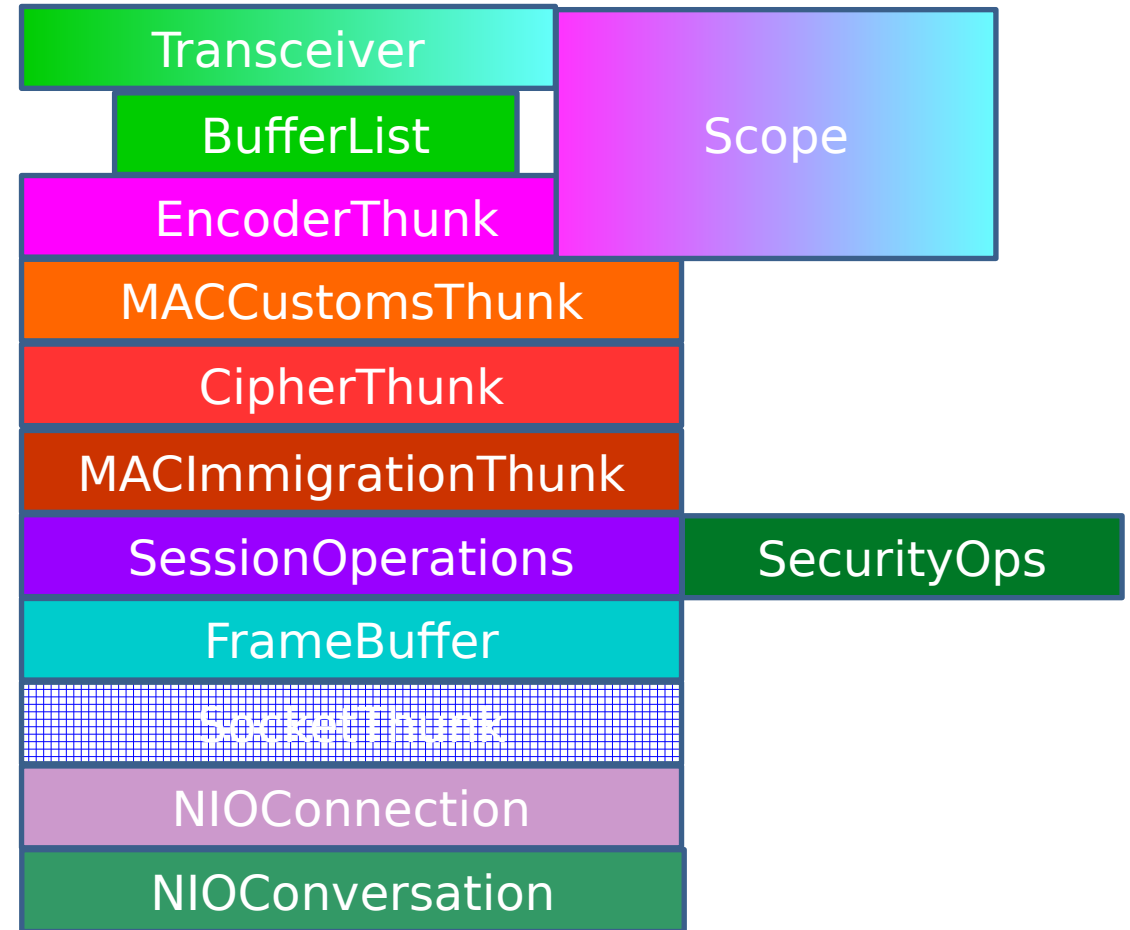 Transceiver
Scope
BufferList
EncoderThunk
MACCustomsThunk
CipherThunk
MACImmigrationThunk
SessionOperations
SecurityOps
FrameBuffer
SocketThunk
NIOConnection
NIOConversation